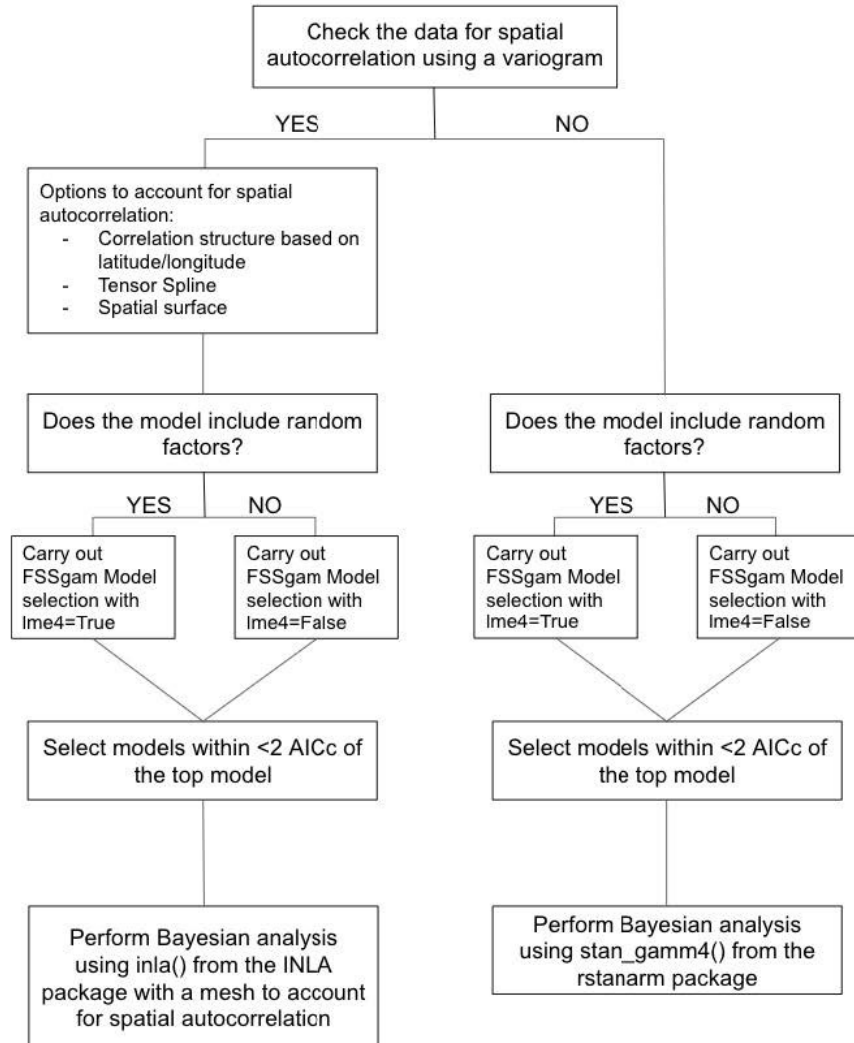 Check the data for spatial
autocorrelation using a variogram
YES
NO
Options to account for spatial
autocorrelation:
- Correlation structure based on
latitude/longitude
- Tensor Spline
- Spatial surface
Does the model include random
factors?
YES
NO
Carry out
FSSgam Model
selection with
lme4=True
Carry out
FSSgam Model
selection with
lme4=False
Select models within <2 AICc of
the top model
Perform Bayesian analysis
using inla() from the INLA
package with a mesh to account
for spatial autocorrelation
Does the model include random
factors?
YES
NO
Carry out
FSSgam Model
selection with
lme4=True
Carry out
FSSgam Model
selection with
lme4=False
Select models within <2 AICc of
the top model
Perform Bayesian analysis
using stan_gamm4() from the
rstanarm package